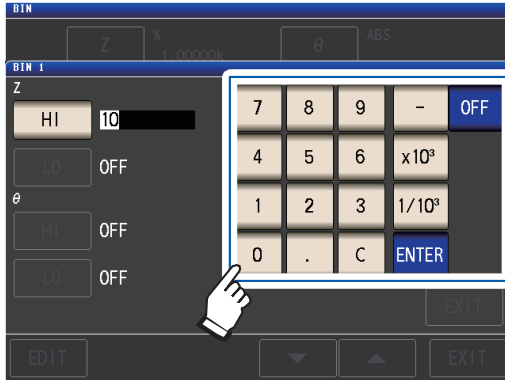 BIN
Z % 1.00000k θ ABS
BIN 1
Z
HI 10
LO OFF
θ
HI OFF
LO OFF
7 8 9 - OFF
4 5 6 x10³
1 2 3 1/10³
0 . C ENTER
EXIT
EDIT ▼ ▲ EXIT